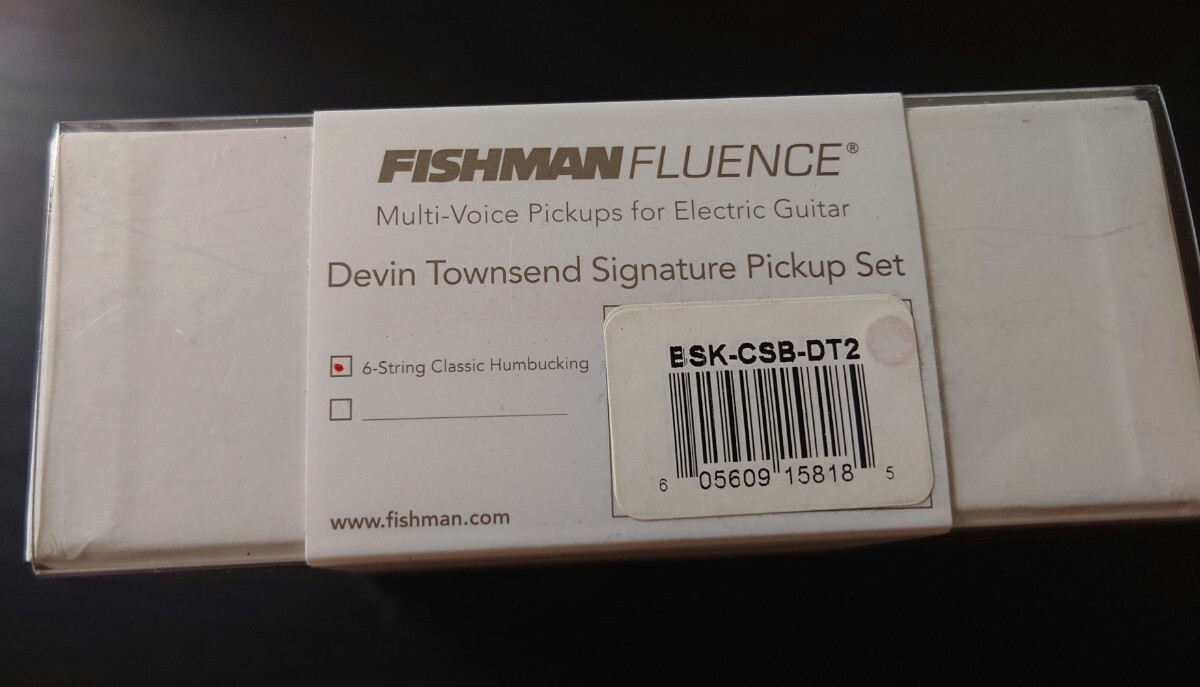 FISHMAN FLUENCE®
Multi-Voice Pickups for Electric Guitar
Devin Townsend Signature Pickup Set
6-String Classic Humbucking
BSK-CSB-DT2
6 05609 15818 5
www.fishman.com